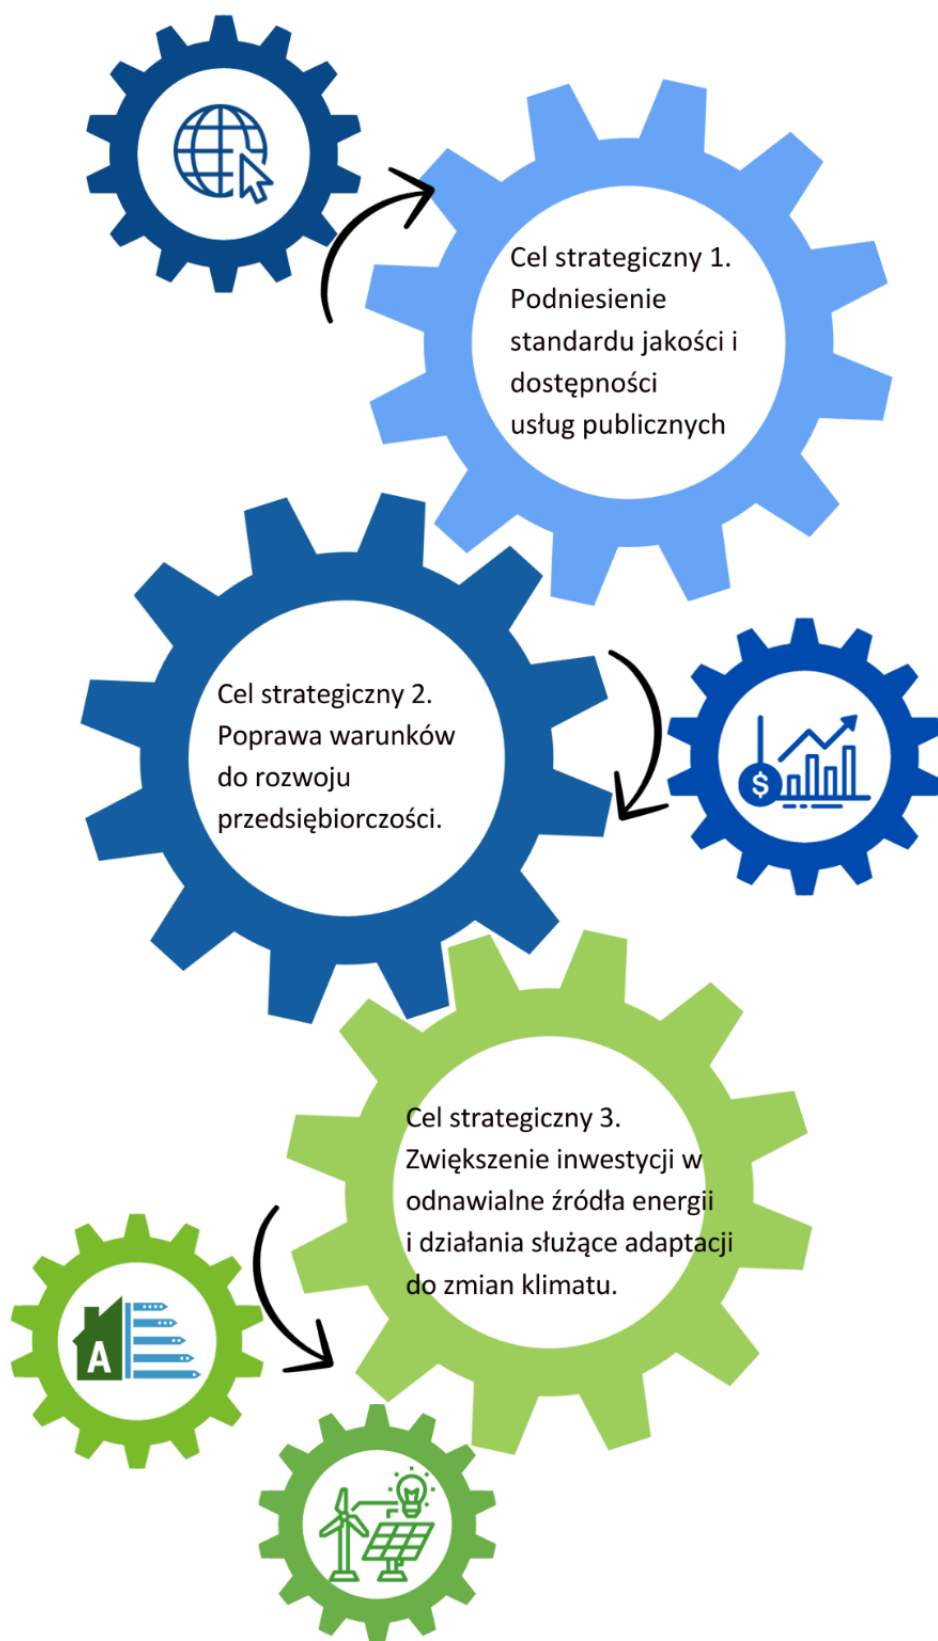 Cel strategiczny 1.
Podniesienie
standardu jakości i
dostępności
usług publicznych
Cel strategiczny 2.
Poprawa warunków
do rozwoju
przedsiębiorczości.
$
Cel strategiczny 3.
Zwiększenie inwestycji w
odnawialne źródła energii
i działania służące adaptacji
do zmian klimatu.
A